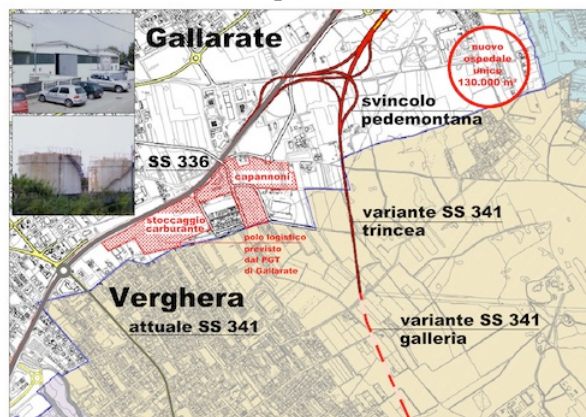 Gallarate
nuovo
ospedale
unico
130.000 m²
svincolo
pedemontana
SS 336
capannoni
stoccaggio
carburante
variante SS 341
trincea
polo logistico
previsto
dal PGT
di Gallarate
Verghera
attuale SS 341
variante SS 341
galleria